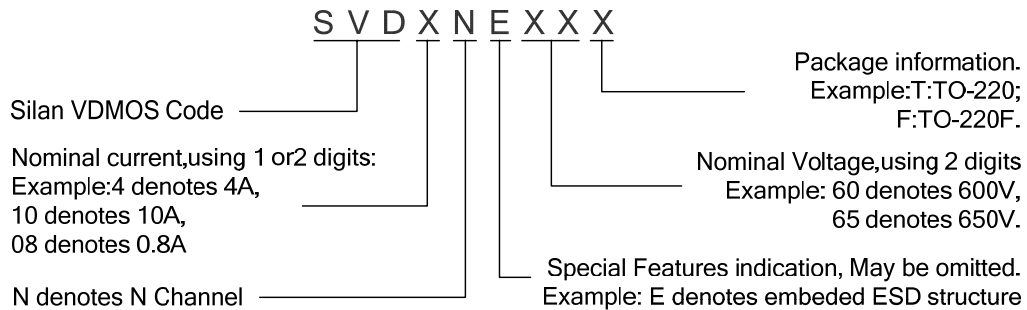 S V D X N E X X X
Silan VDMOS Code
Nominal current,using 1 or2 digits:
Example:4 denotes 4A,
10 denotes 10A,
08 denotes 0.8A
N denotes N Channel
Package information.
Example:T:TO-220;
F:TO-220F.
Nominal Voltage,using 2 digits
Example: 60 denotes 600V,
65 denotes 650V.
Special Features indication, May be omitted.
Example: E denotes embeded ESD structure